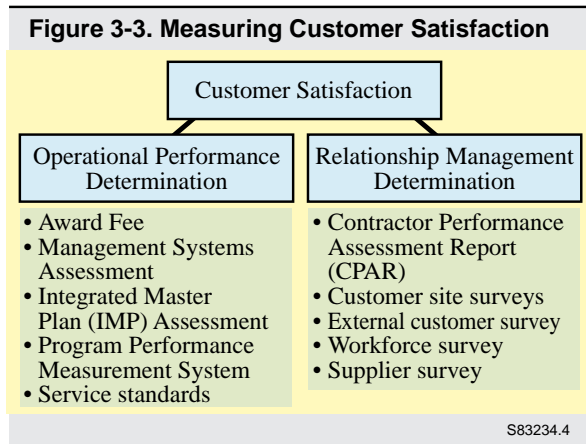 Figure 3-3. Measuring Customer Satisfaction
Customer Satisfaction
Operational Performance
Determination
• Award Fee
• Management Systems
Assessment
• Integrated Master
Plan (IMP) Assessment
• Program Performance
Measurement System
• Service standards
Relationship Management
Determination
• Contractor Performance
Assessment Report
(CPAR)
• Customer site surveys
• External customer survey
• Workforce survey
• Supplier survey
S83234.4